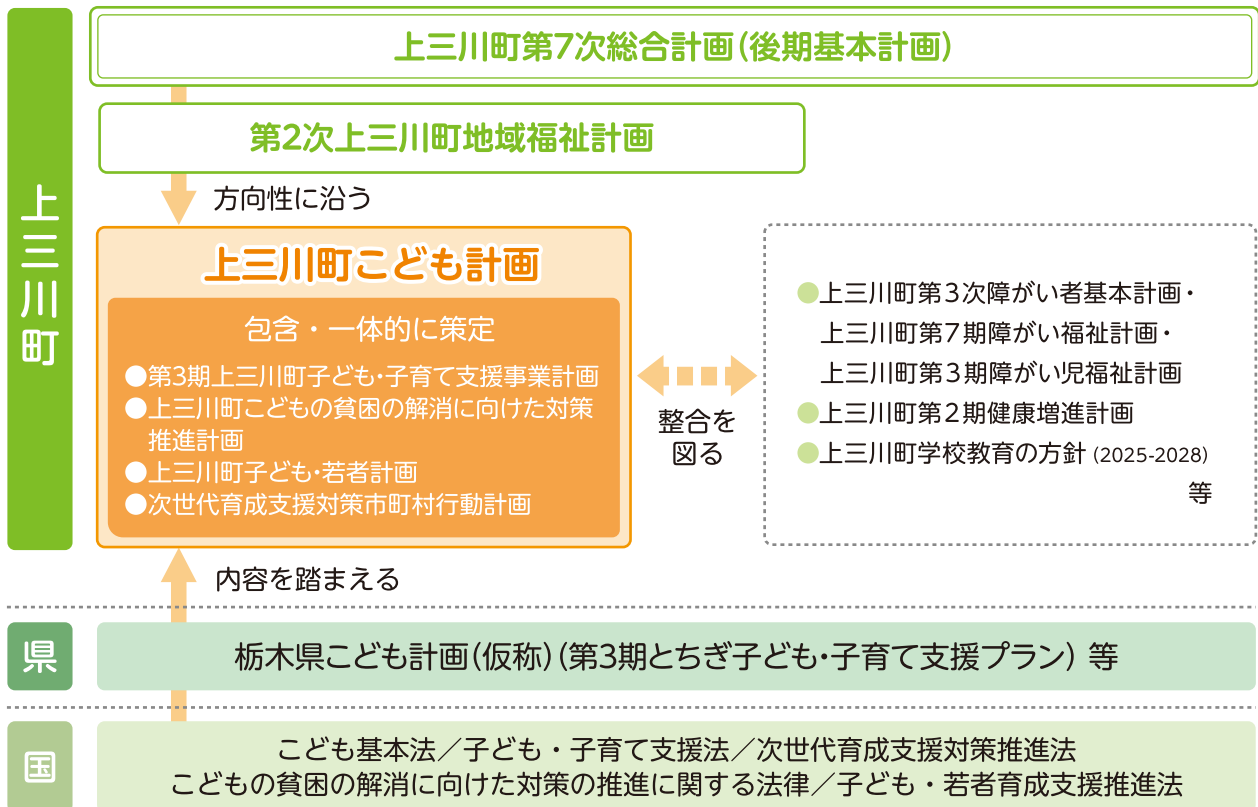 上三川町
上三川町第7次総合計画(後期基本計画)
第2次上三川町地域福祉計画
方向性に沿う
上三川町こども計画
包含・一体的に策定
●第3期上三川町子ども・子育て支援事業計画
●上三川町こどもの貧困の解消に向けた対策
推進計画
●上三川町子ども・若者計画
●次世代育成支援対策市町村行動計画
整合を
図る
●上三川町第3次障がい者基本計画・
上三川町第7期障がい福祉計画・
上三川町第3期障がい児福祉計画
●上三川町第2期健康増進計画
●上三川町学校教育の方針 (2025-2028)
等
内容を踏まえる
県
栃木県こども計画(仮称)(第3期とちぎ子ども・子育て支援プラン) 等
国
こども基本法／子ども・子育て支援法／次世代育成支援対策推進法
こどもの貧困の解消に向けた対策の推進に関する法律／子ども・若者育成支援推進法